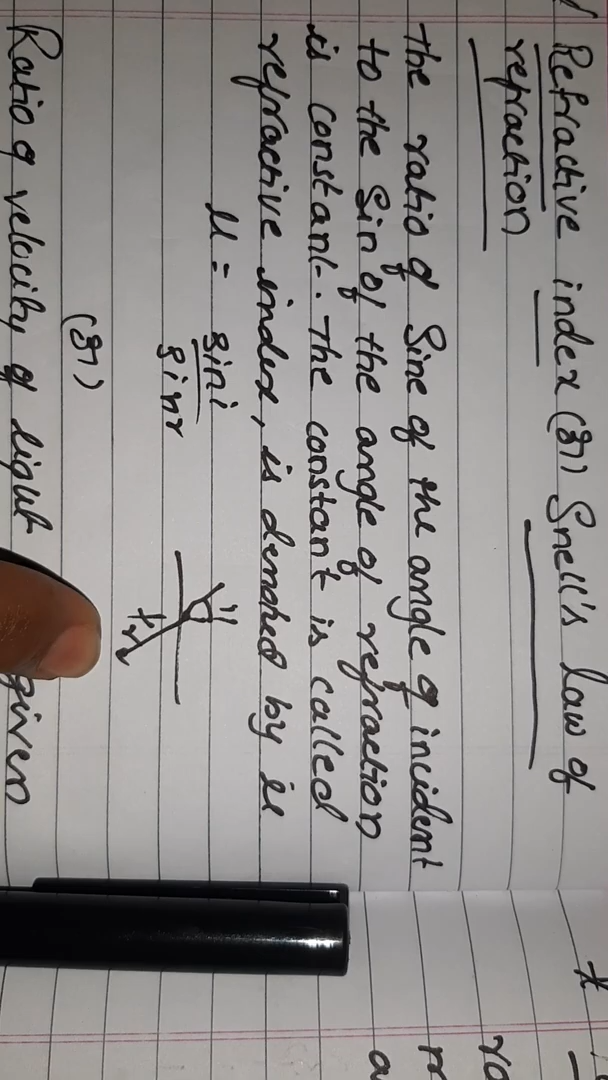 Refractive index (or) Snell's law of
refraction
The ratio of Sine of the angle of incident
to the Sin of the angle of refraction
is constant. The constant is called
refractive index, is denoted by μ
μ = sin i
sin r
i
r
(or)
Ratio of velocity of light given
*